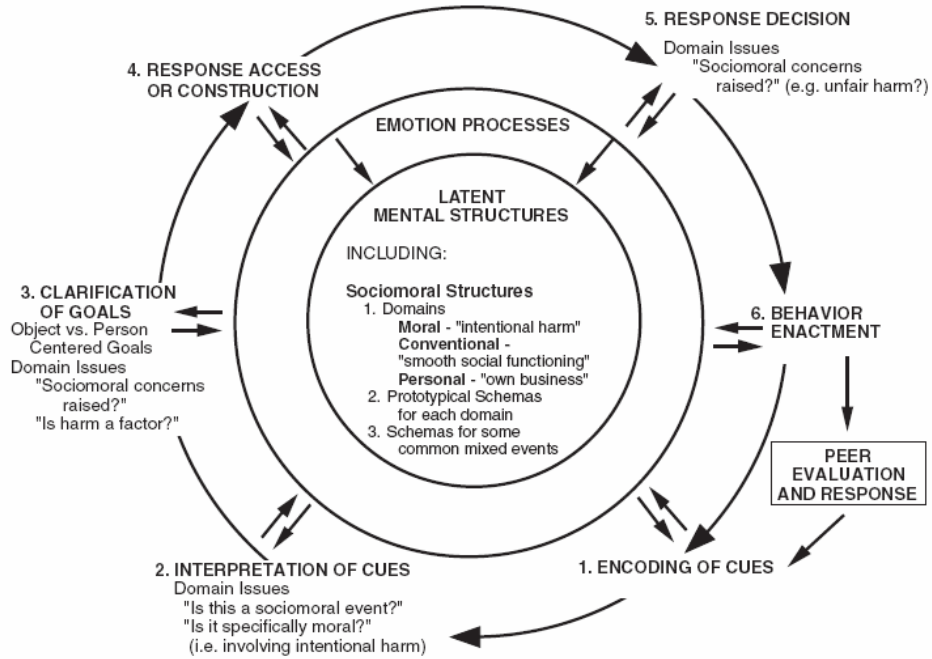 5. RESPONSE DECISION
Domain Issues
"Sociomoral concerns
raised?" (e.g. unfair harm?)
4. RESPONSE ACCESS
OR CONSTRUCTION
EMOTION PROCESSES
LATENT
MENTAL STRUCTURES
INCLUDING:
Sociomoral Structures
1. Domains
Moral - "intentional harm"
Conventional -
"smooth social functioning"
Personal - "own business"
2. Prototypical Schemas
for each domain
3. Schemas for some
common mixed events
3. CLARIFICATION
OF GOALS
Object vs. Person
Centered Goals
Domain Issues
"Sociomoral concerns
raised?"
"Is harm a factor?"
6. BEHAVIOR
ENACTMENT
PEER
EVALUATION
AND RESPONSE
2. INTERPRETATION OF CUES
Domain Issues
"Is this a sociomoral event?"
"Is it specifically moral?"
(i.e. involving intentional harm)
1. ENCODING OF CUES